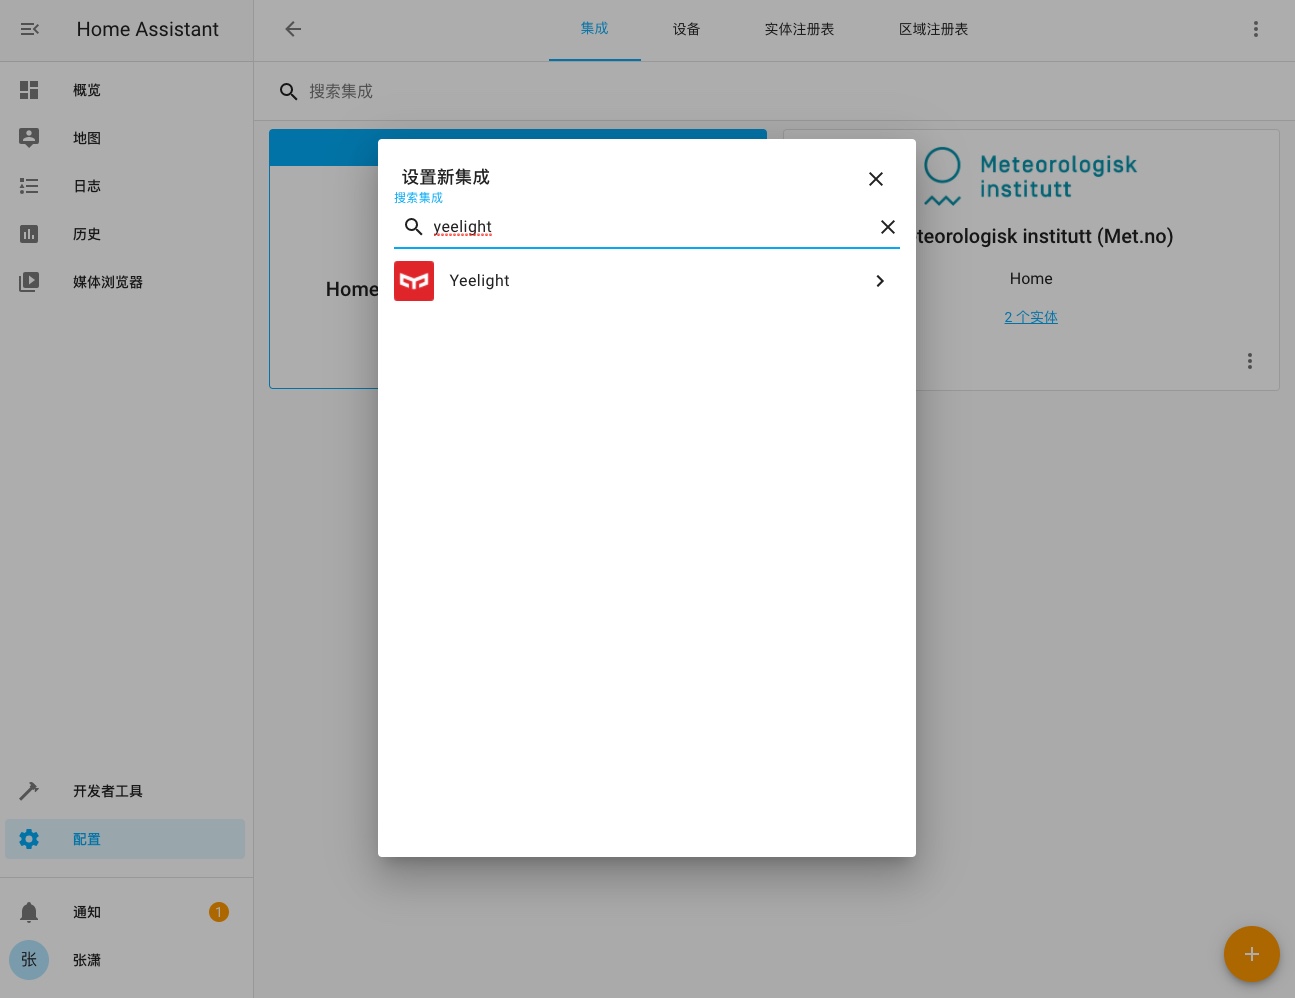 Home Assistant
集成
设备
实体注册表
区域注册表
概览
地图
日志
历史
媒体浏览器
开发者工具
配置
通知
1
张
张潇
搜索集成
Home
设置新集成
搜索集成
yeelight
Yeelight
Meteorologisk
institutt
teorologisk institutt (Met.no)
Home
2 个实体